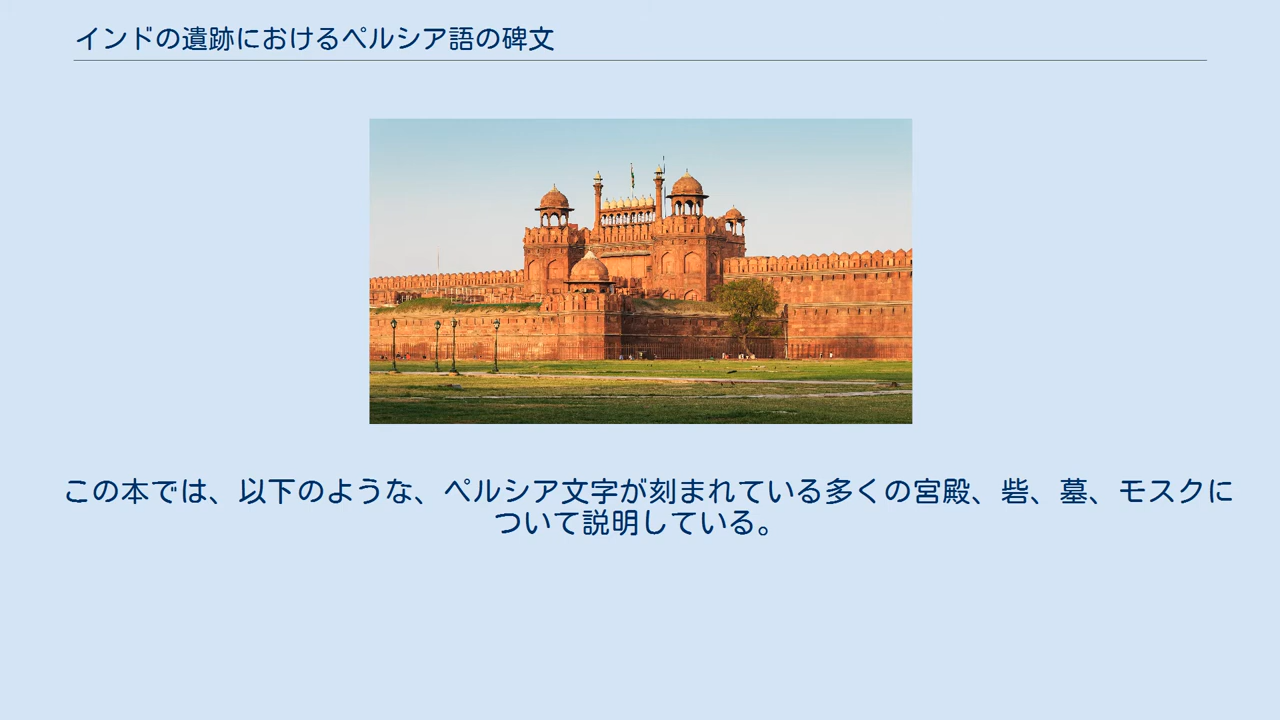 インドの遺跡におけるペルシア語の碑文
この本では、以下のような、ペルシア文字が刻まれている多くの宮殿、砦、墓、モスクに
ついて説明している。